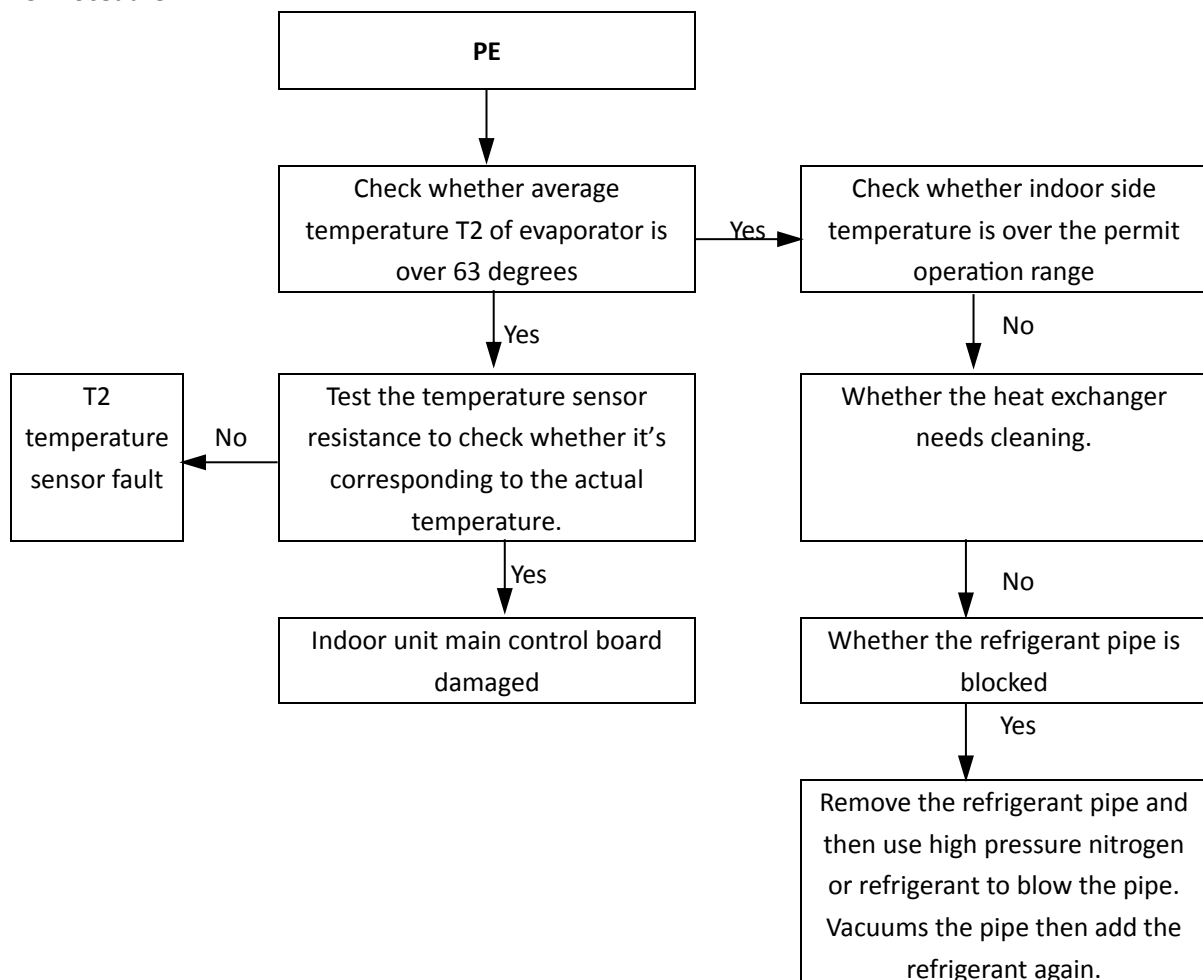 PE
Check whether average
temperature T2 of evaporator is
over 63 degrees
Yes
Check whether indoor side
temperature is over the permit
operation range
Yes
No
T2
temperature
sensor fault
No
Test the temperature sensor
resistance to check whether it's
corresponding to the actual
temperature.
Whether the heat exchanger
needs cleaning.
Yes
No
Indoor unit main control board
damaged
Whether the refrigerant pipe is
blocked
Yes
Remove the refrigerant pipe and
then use high pressure nitrogen
or refrigerant to blow the pipe.
Vacuums the pipe then add the
refrigerant again.